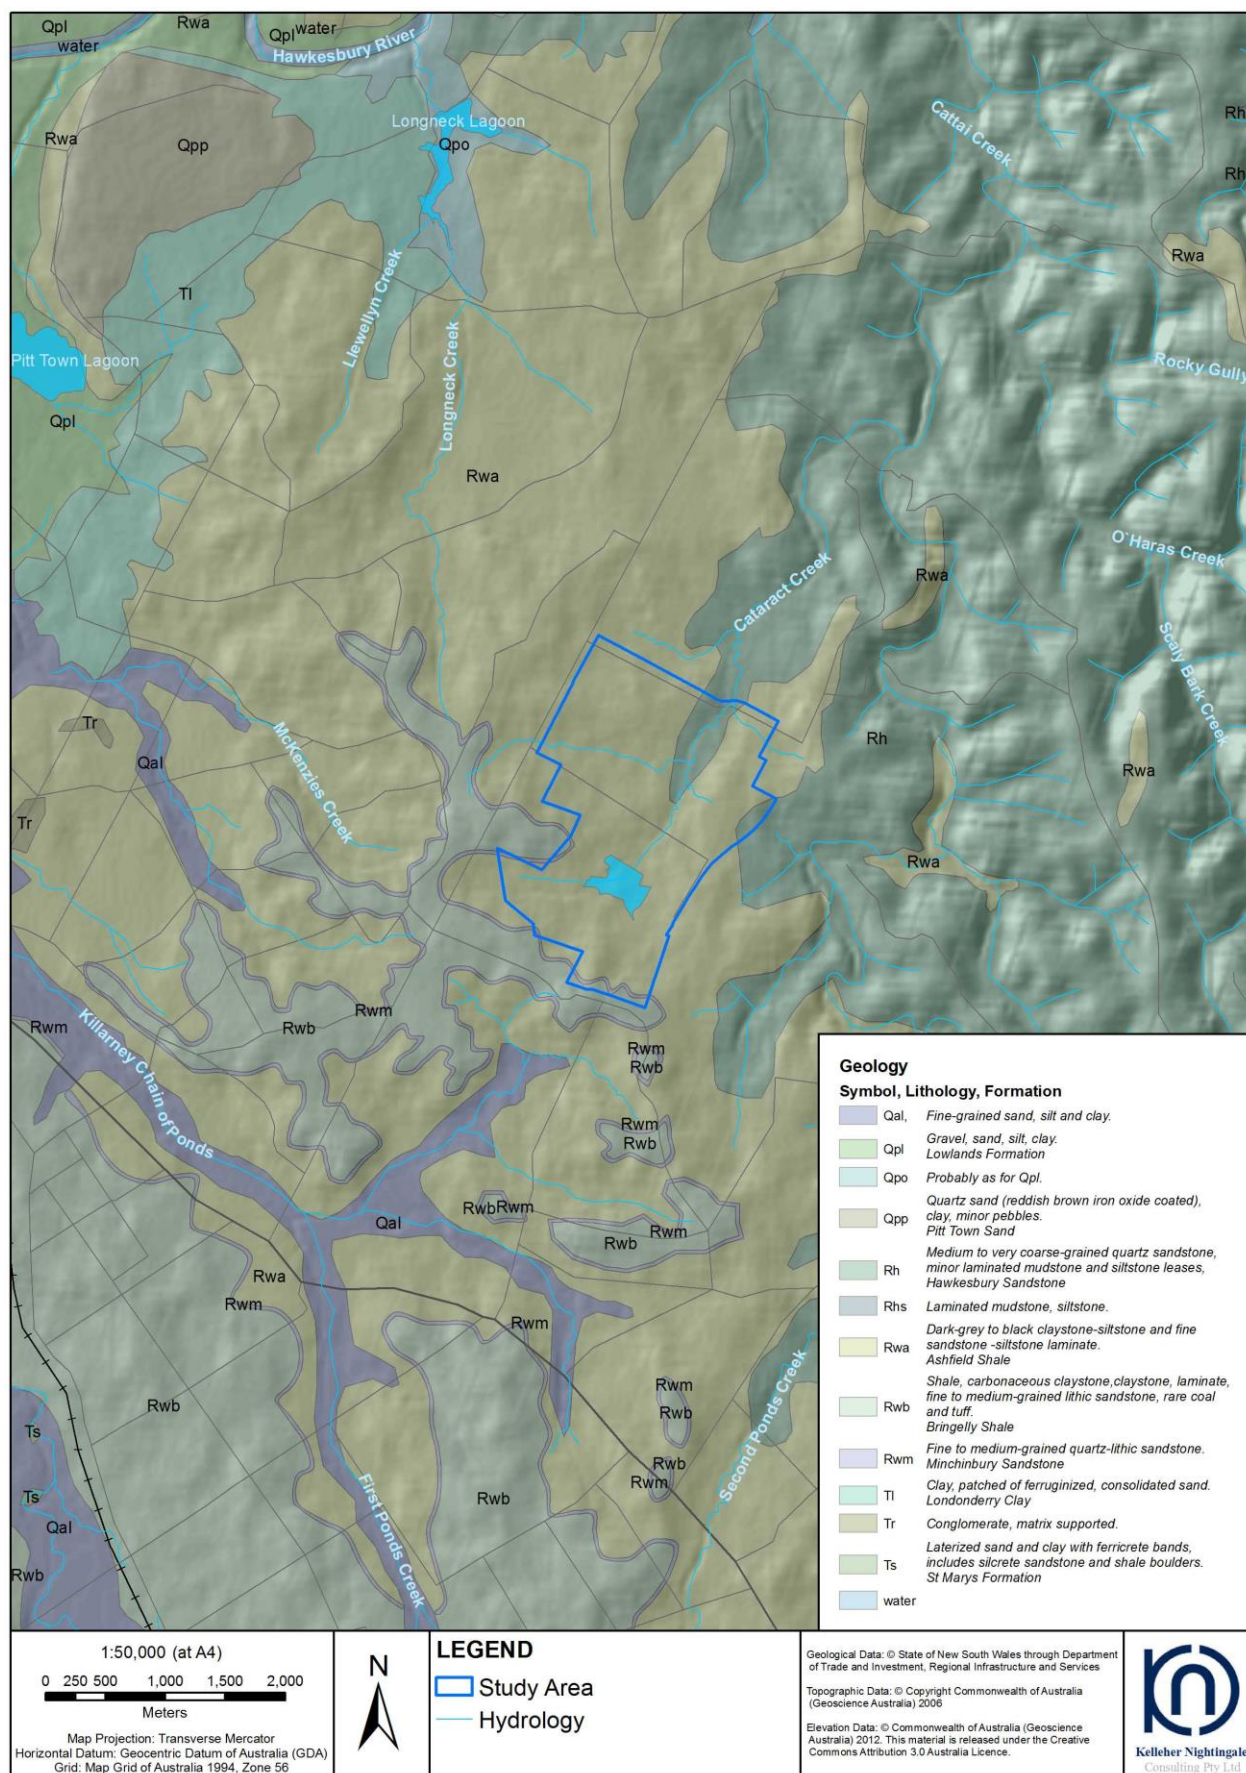 Qpl
Rwa
Qpl
water
water
Hawkesbury River
Longneck Lagoon
Rwa
Qpp
Qpo
Cattai Creek
Rh
Rh
Rwa
Tl
Llewellyn Creek
Longneck Creek
Pitt Town Lagoon
Rocky Gully
Qpl
Rwa
O`Haras Creek
Rwa
Cataract Creek
Scaly Bark Creek
Tr
Qal
McKenzies Creek
Rh
Rwa
Tr
Rwa
Killarney Chain of Ponds
Rwm
Rwb
Rwm
Rwm
Rwb
Rwm
Rwb
Rwb
Rwm
Qal
Rwm
Rwb
Rwa
Rwm
Rwm
Rwb
Rwm
Rwb
Second Ponds Creek
Ts
Rwb
Rwm
Rwb
Ts
Qal
First Ponds Creek
Rwb
Geology
Symbol, Lithology, Formation
Qal, Fine-grained sand, silt and clay.
Qpl Gravel, sand, silt, clay.
Lowlands Formation
Qpo Probably as for Qpl.
Qpp Quartz sand (reddish brown iron oxide coated),
clay, minor pebbles.
Pitt Town Sand
Rh Medium to very coarse-grained quartz sandstone,
minor laminated mudstone and siltstone leases,
Hawkesbury Sandstone
Rhs Laminated mudstone, siltstone.
Rwa Dark-grey to black claystone-siltstone and fine
sandstone -siltstone laminate.
Ashfield Shale
Rwb Shale, carbonaceous claystone,claystone, laminate,
fine to medium-grained lithic sandstone, rare coal
and tuff.
Bringelly Shale
Rwm Fine to medium-grained quartz-lithic sandstone.
Minchinbury Sandstone
Tl Clay, patched of ferruginized, consolidated sand.
Londonderry Clay
Tr Conglomerate, matrix supported.
Ts Laterized sand and clay with ferricrete bands,
includes silcrete sandstone and shale boulders.
St Marys Formation
water
1:50,000 (at A4)
0 250 500 1,000 1,500 2,000
Meters
Map Projection: Transverse Mercator
Horizontal Datum: Geocentric Datum of Australia (GDA)
Grid: Map Grid of Australia 1994, Zone 56
N
LEGEND
Study Area
Hydrology
Geological Data: © State of New South Wales through Department
of Trade and Investment, Regional Infrastructure and Services
Topographic Data: © Copyright Commonwealth of Australia
(Geoscience Australia) 2006
Elevation Data: © Commonwealth of Australia (Geoscience
Australia) 2012. This material is released under the Creative
Commons Attribution 3.0 Australia Licence.
Kelleher Nightingale
Consulting Pty Ltd